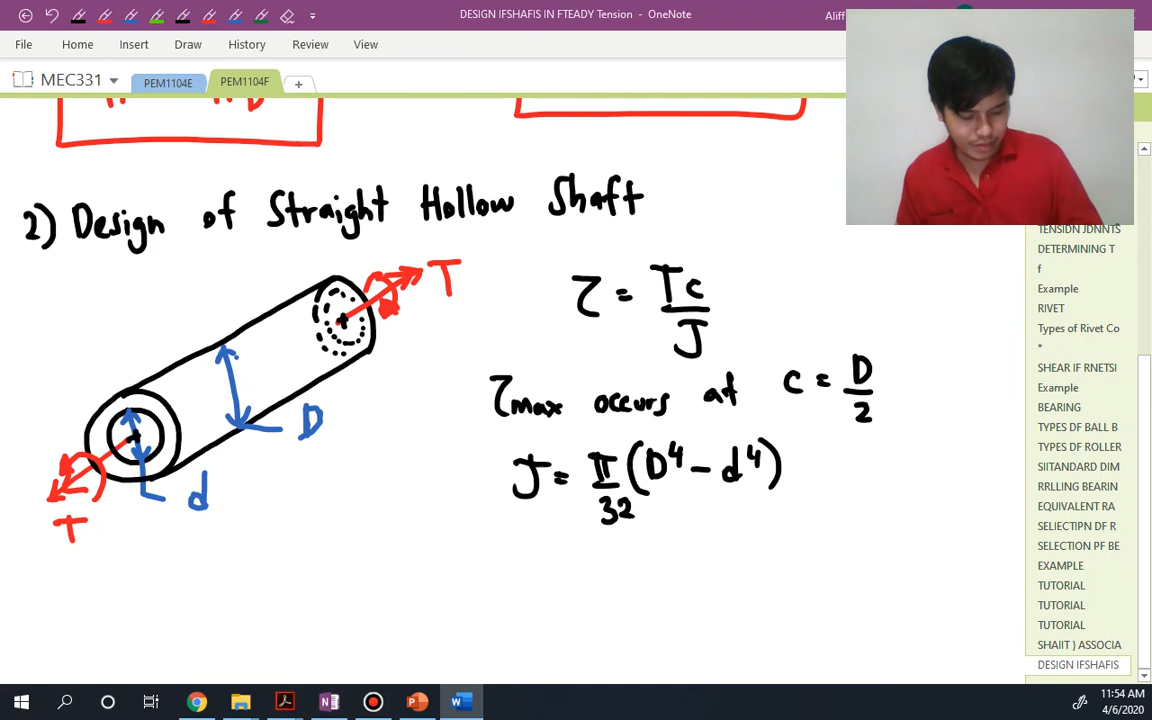 DESIGN IFSHAFIS IN FTEADY Tension - OneNote
Aliff
File Home Insert Draw History Review View
MEC331
PEM1104E PEM1104F
2) Design of Straight Hollow Shaft
T
τ = Tc / J
τmax occurs at c = D/2
D
J = π/32 (D⁴ - d⁴)
d
T
TENSIDN JDNNTS
DETERMINING T
f
Example
RIVET
Types of Rivet Co
*
SHEAR IF RNETSI
Example
BEARING
TYPES DF BALL B
TYPES DF ROLLER
SIITANDARD DIM
RRLLING BEARIN
EQUIVALENT RA
SELIECTIPN DF R
SELECTION PF BE
EXAMPLE
TUTORIAL
TUTORIAL
TUTORIAL
SHAIIT } ASSOCIA
DESIGN IFSHAFIS
11:54 AM
4/6/2020